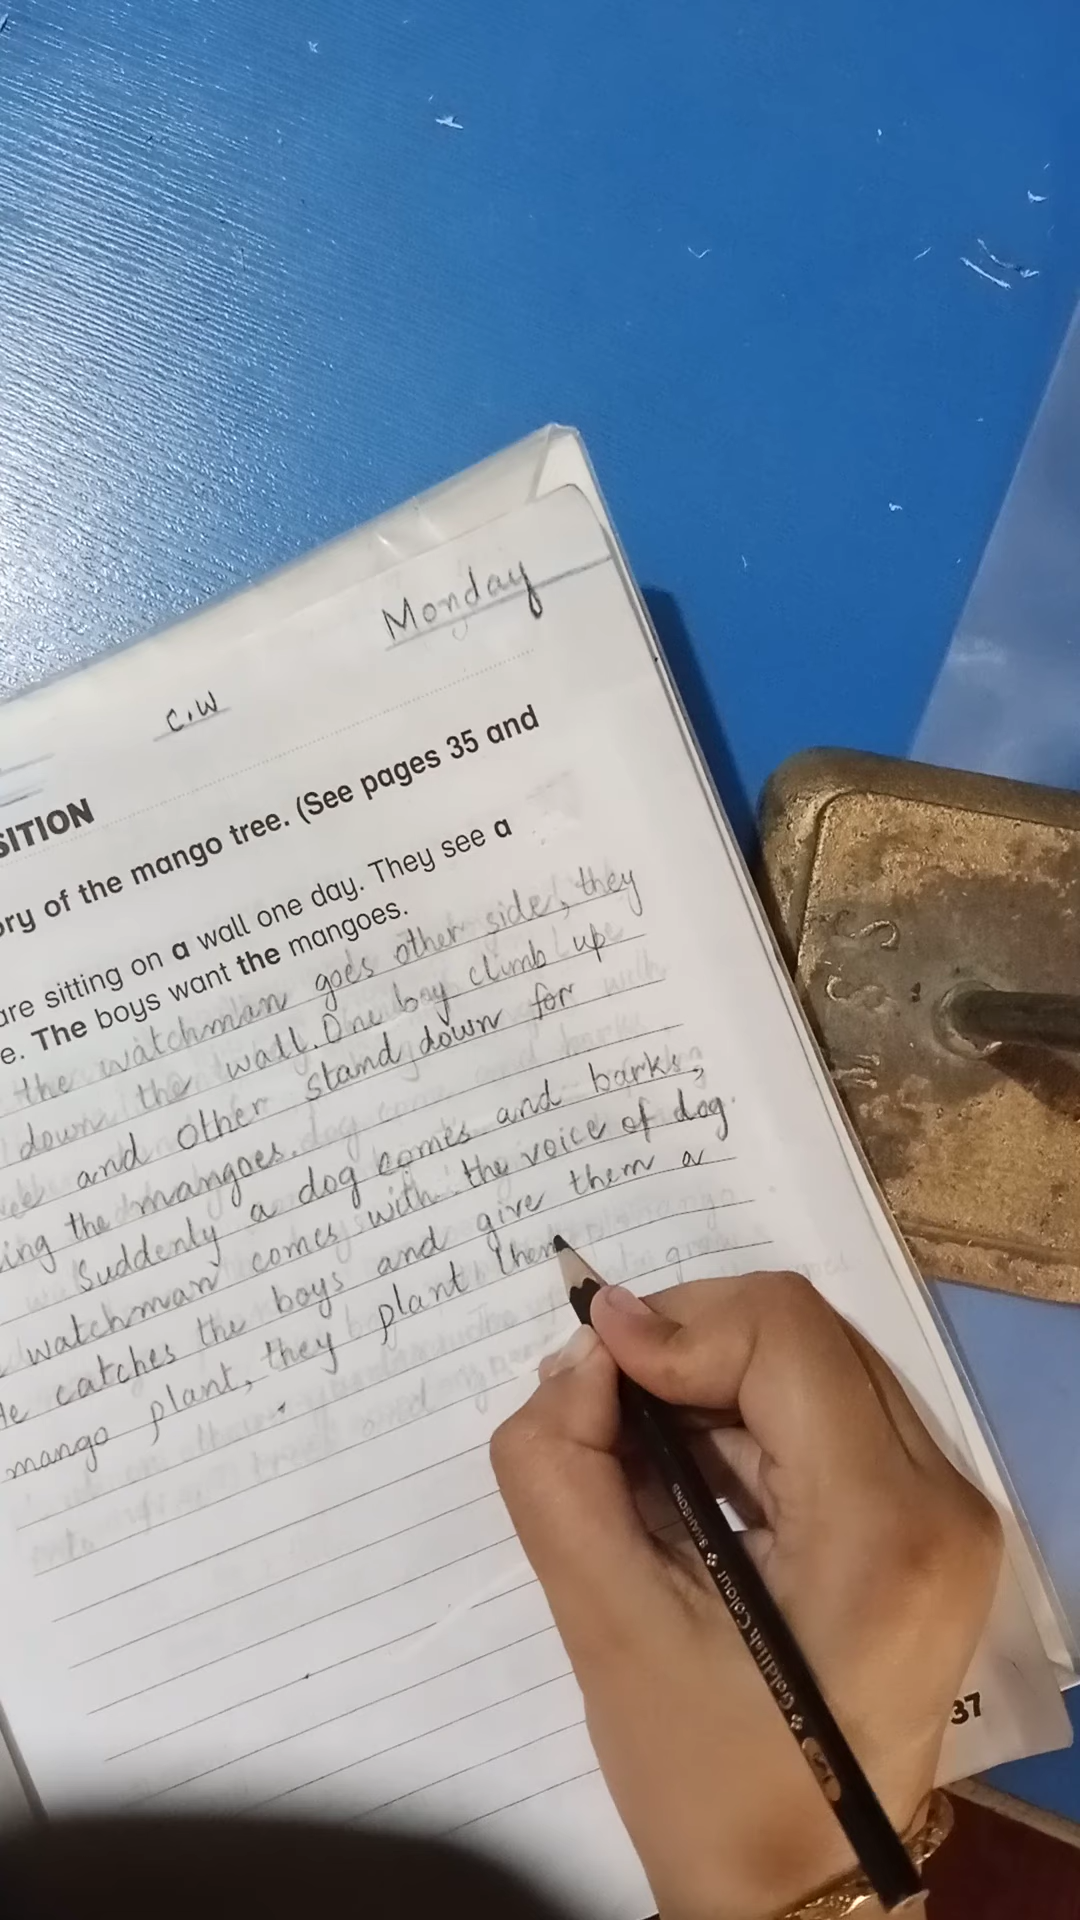 Monday
C.W
SITION
ory of the mango tree. (See pages 35 and
are sitting on a wall one day. They see a
e. The boys want the mangoes.
the watchman goes other side, they
down the wall. One boy climb up
and other stand down for
ing the mangoes.
Suddenly a dog comes and barks,
watchman comes with the voice of dog.
He catches the boys and give them a
mango plant, they plant them
37
Goldfish Colour SHAHSONS